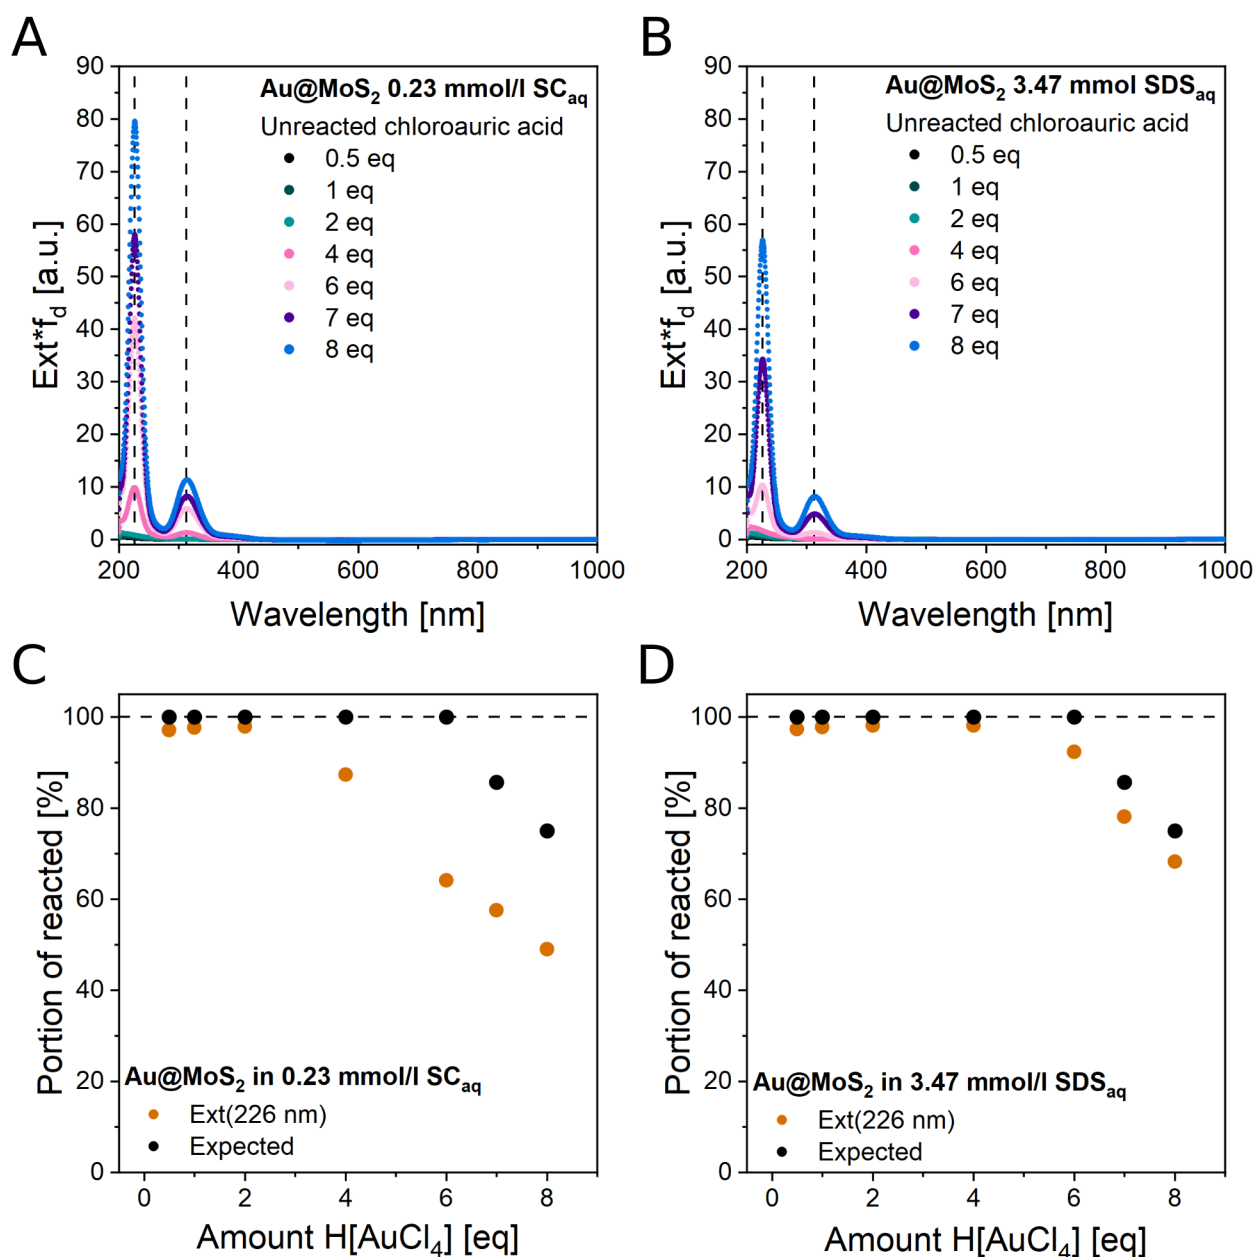 A
Au@MoS₂ 0.23 mmol/l SCₐq
Unreacted chloroauric acid
0.5 eq
1 eq
2 eq
4 eq
6 eq
7 eq
8 eq
90
80
70
60
50
40
30
20
10
0
Ext*f_d [a.u.]
200 400 600 800 1000
Wavelength [nm]
B
Au@MoS₂ 3.47 mmol SDSₐq
Unreacted chloroauric acid
0.5 eq
1 eq
2 eq
4 eq
6 eq
7 eq
8 eq
90
80
70
60
50
40
30
20
10
0
Ext*f_d [a.u.]
200 400 600 800 1000
Wavelength [nm]
C
100
80
60
40
20
0
Portion of reacted [%]
Au@MoS₂ in 0.23 mmol/l SCₐq
Ext(226 nm)
Expected
0 2 4 6 8
Amount H[AuCl₄] [eq]
D
100
80
60
40
20
0
Portion of reacted [%]
Au@MoS₂ in 3.47 mmol/l SDSₐq
Ext(226 nm)
Expected
0 2 4 6 8
Amount H[AuCl₄] [eq]